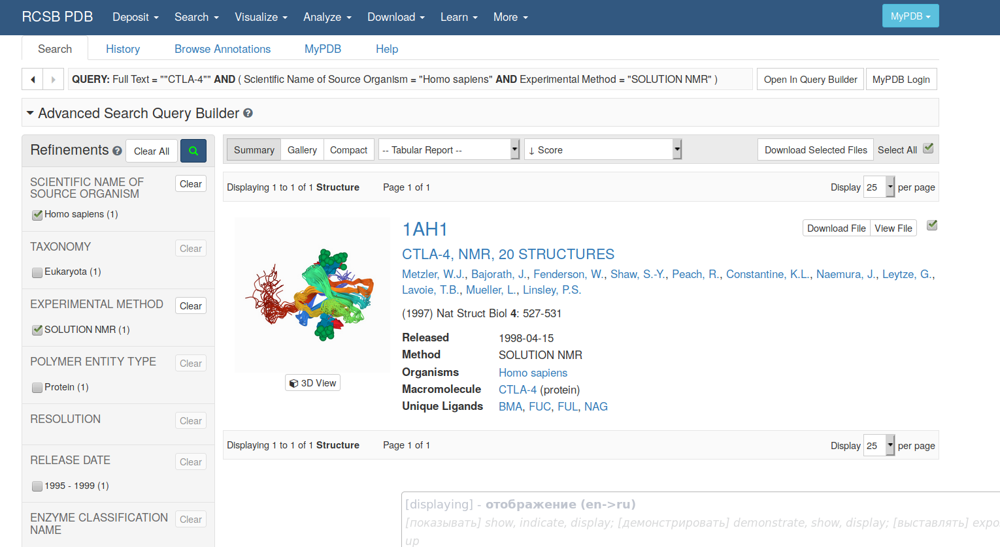 RCSB PDB Deposit Search Visualize Analyze Download Learn More MyPDB
Search History Browse Annotations MyPDB Help
QUERY: Full Text = ""CTLA-4"" AND ( Scientific Name of Source Organism = "Homo sapiens" AND Experimental Method = "SOLUTION NMR" ) Open In Query Builder MyPDB Login
Advanced Search Query Builder
Refinements Clear All
SCIENTIFIC NAME OF SOURCE ORGANISM Clear
Homo sapiens (1)
TAXONOMY Clear
Eukaryota (1)
EXPERIMENTAL METHOD Clear
SOLUTION NMR (1)
POLYMER ENTITY TYPE Clear
Protein (1)
RESOLUTION Clear
RELEASE DATE Clear
1995 - 1999 (1)
ENZYME CLASSIFICATION NAME Clear
Summary Gallery Compact -- Tabular Report -- ↓ Score Download Selected Files Select All
Displaying 1 to 1 of 1 Structure Page 1 of 1 Display 25 per page
1AH1 Download File View File
CTLA-4, NMR, 20 STRUCTURES
Metzler, W.J., Bajorath, J., Fenderson, W., Shaw, S.-Y., Peach, R., Constantine, K.L., Naemura, J., Leytze, G.,
Lavoie, T.B., Mueller, L., Linsley, P.S.
(1997) Nat Struct Biol 4: 527-531
Released 1998-04-15
Method SOLUTION NMR
Organisms Homo sapiens
Macromolecule CTLA-4 (protein)
Unique Ligands BMA, FUC, FUL, NAG
3D View
Displaying 1 to 1 of 1 Structure Page 1 of 1 Display 25 per page
[displaying] - отображение (en->ru)
[показывать] show, indicate, display; [демонстрировать] demonstrate, show, display; [выставлять] expo
up